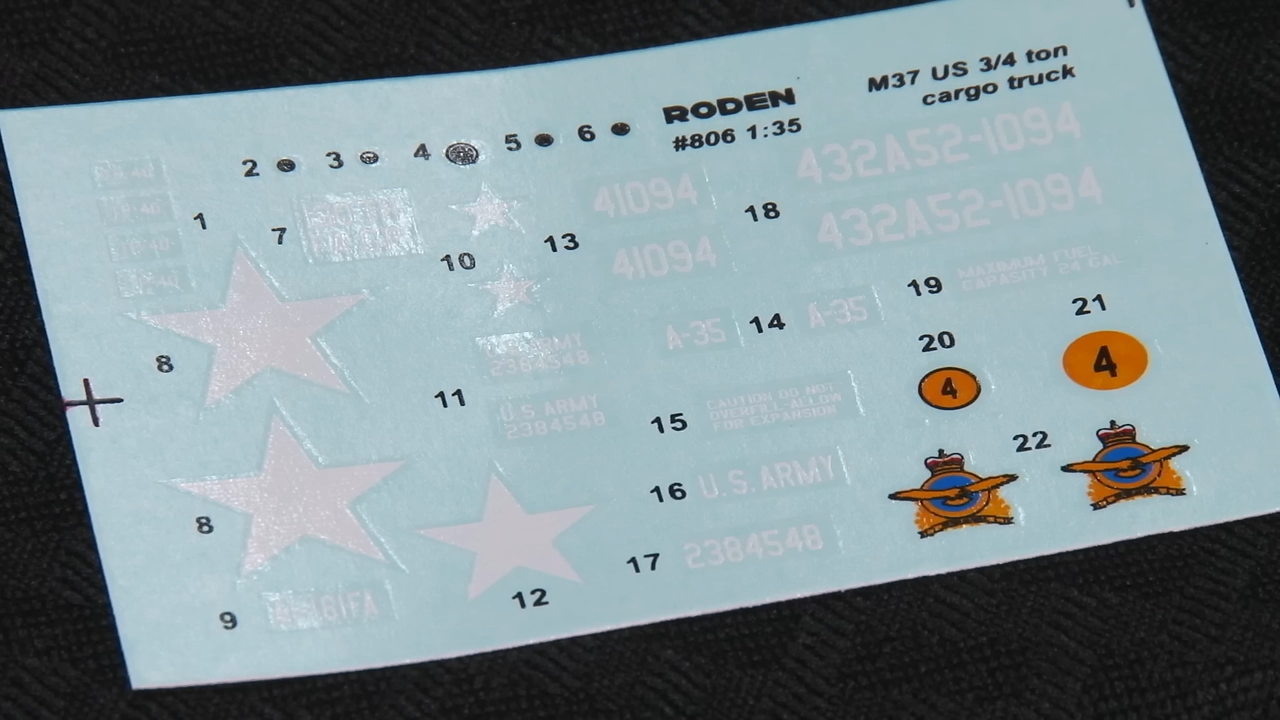 M37 US 3/4 ton
cargo truck
RODEN
#806 1:35
2
3
4
5
6
1
7
10
13
41094
41094
18
432A52-1094
432A52-1094
19
MAXIMUM FUEL
CAPASITY 24 GAL
8
11
U.S ARMY
2384548
U.S ARMY
2384548
A-35
14
A-35
20
4
21
4
15
CAUTION DO NOT
OVERFILL ALLOW
FOR EXPANSION
8
16
U.S.ARMY
22
9
12
17
2384548